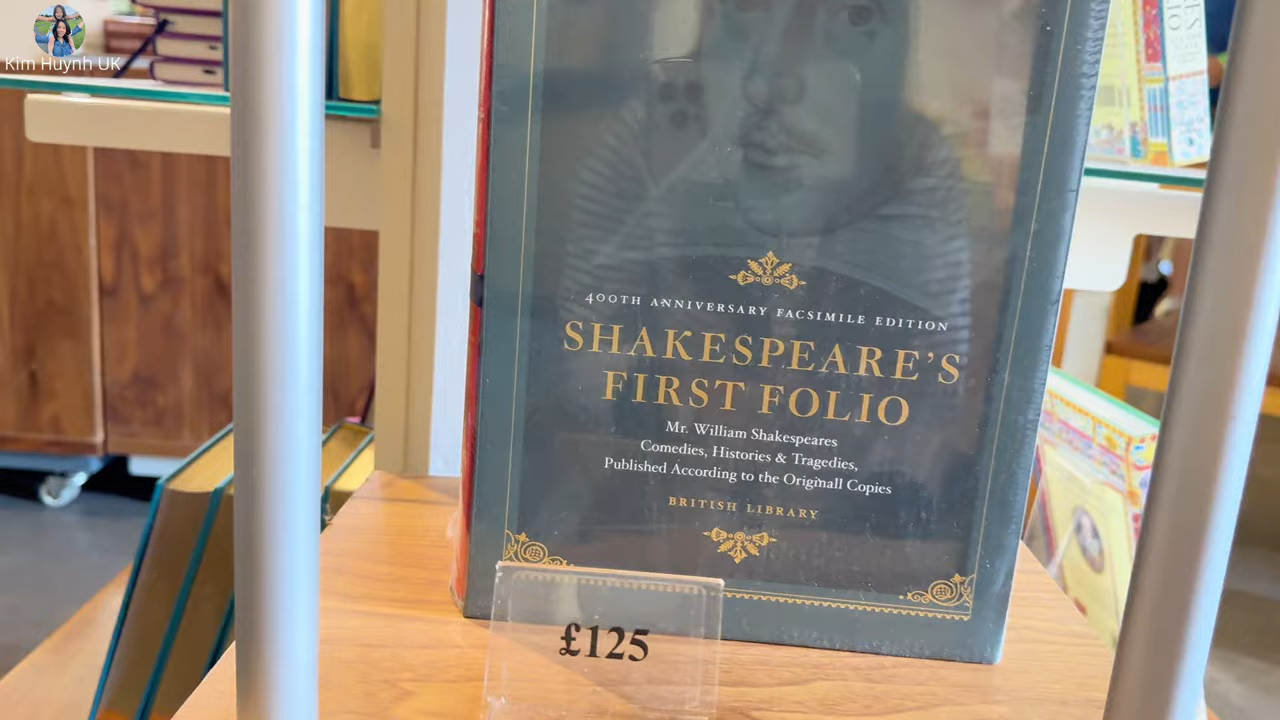 Kim Huynh UK
400TH ANNIVERSARY FACSIMILE EDITION
SHAKESPEARE'S
FIRST FOLIO
Mr. William Shakespeares
Comedies, Histories & Tragedies,
Published According to the Originall Copies
BRITISH LIBRARY
£125